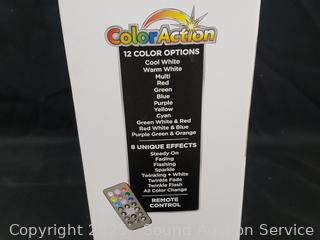 ColorAction
12 COLOR OPTIONS
Cool White
Warm White
Multi
Red
Green
Blue
Purple
Yellow
Cyan
Green White & Red
Red White & Blue
Purple Green & Orange
8 UNIQUE EFFECTS
Steady On
Fading
Flashing
Sparkle
Twinkling + White
Twinkle Fade
Twinkle Flash
All Color Change
REMOTE
CONTROL
Auction Service